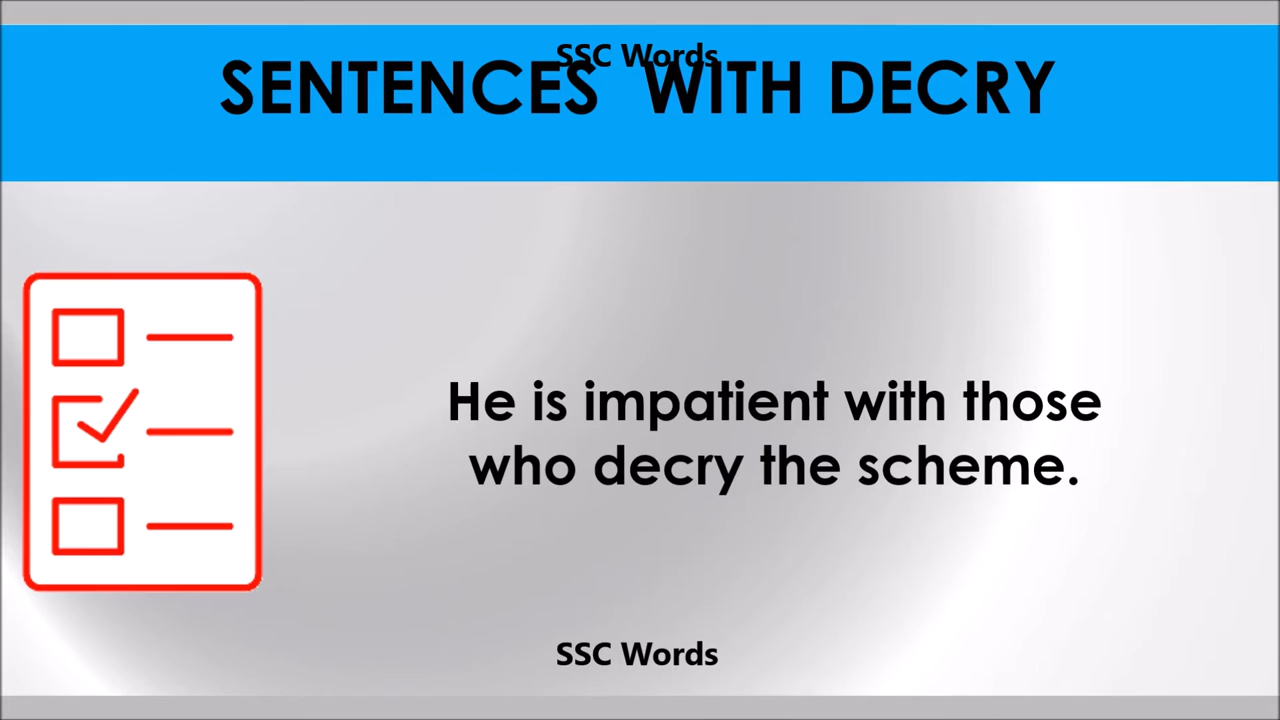 SSC Words
SENTENCES WITH DECRY
He is impatient with those
who decry the scheme.
SSC Words